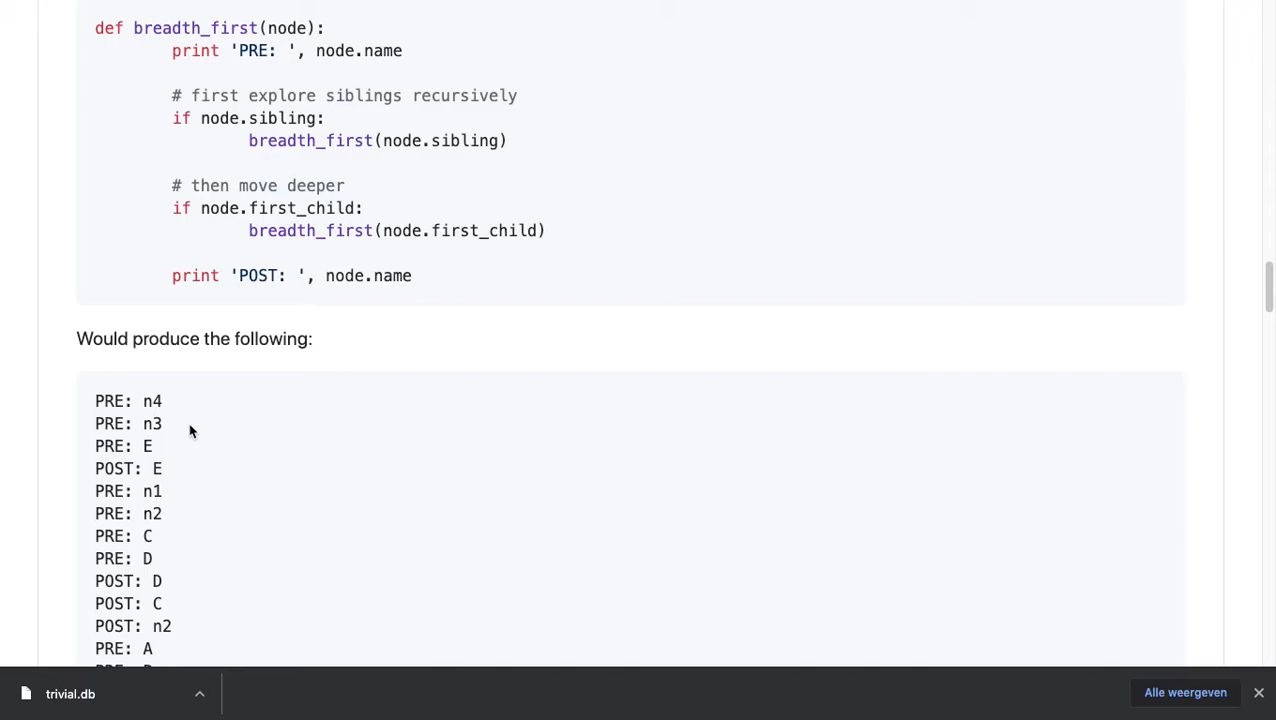 def breadth_first(node):
print 'PRE: ', node.name
# first explore siblings recursively
if node.sibling:
breadth_first(node.sibling)
# then move deeper
if node.first_child:
breadth_first(node.first_child)
print 'POST: ', node.name
Would produce the following:
PRE: n4
PRE: n3
PRE: E
POST: E
PRE: n1
PRE: n2
PRE: C
PRE: D
POST: D
POST: C
POST: n2
PRE: A
trivial.db
Alle weergeven